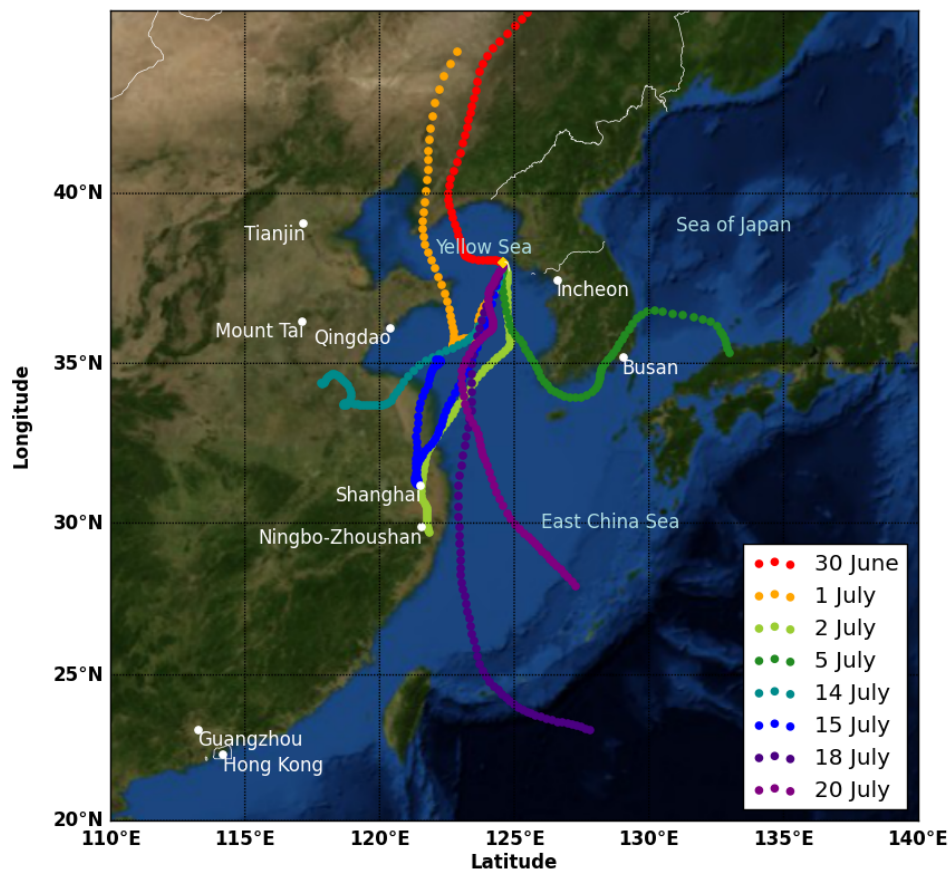 40°N
Sea of Japan
Tianjin
Yellow Sea
Incheon
Mount Tai
Qingdao
35°N
Busan
Longitude
Shanghai
30°N
East China Sea
Ningbo-Zhoushan
30 June
1 July
2 July
5 July
14 July
15 July
18 July
20 July
25°N
Guangzhou
Hong Kong
20°N
110°E
115°E
120°E
125°E
130°E
135°E
140°E
Latitude